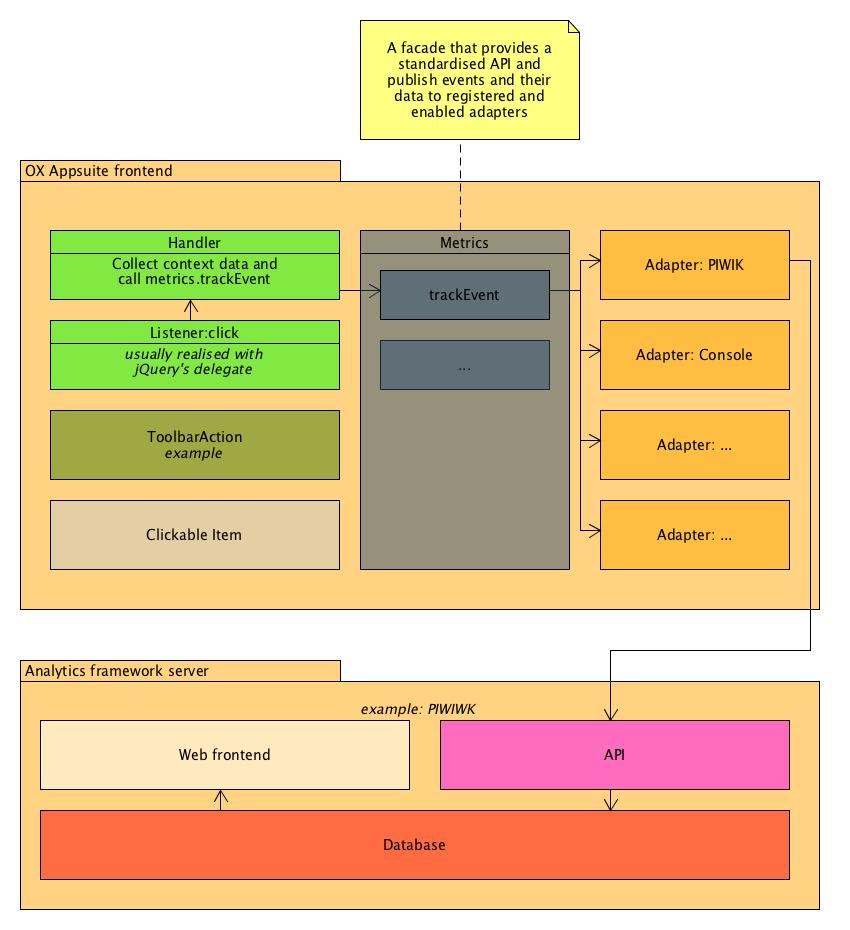 A facade that provides a
standardised API and
publish events and their
data to registered and
enabled adapters
OX Appsuite frontend
Handler
Collect context data and
call metrics.trackEvent
Listener:click
usually realised with
jQuery's delegate
ToolbarAction
example
Clickable Item
Metrics
trackEvent
...
Adapter: PIWIK
Adapter: Console
Adapter: ...
Adapter: ...
Analytics framework server
example: PIWIWK
Web frontend
API
Database